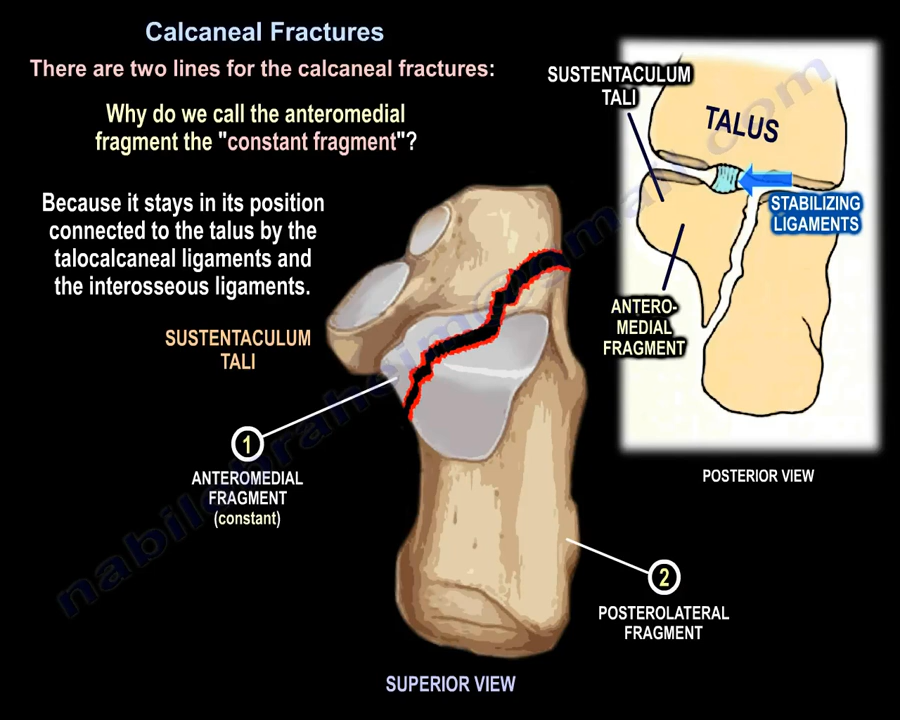 Calcaneal Fractures
There are two lines for the calcaneal fractures:
Why do we call the anteromedial
fragment the "constant fragment"?
Because it stays in its position
connected to the talus by the
talocalcaneal ligaments and
the interosseous ligaments.
SUSTENTACULUM
TALI
1
ANTEROMEDIAL
FRAGMENT
(constant)
2
POSTEROLATERAL
FRAGMENT
SUPERIOR VIEW
SUSTENTACULUM
TALI
TALUS
STABILIZING
LIGAMENTS
ANTERO-
MEDIAL
FRAGMENT
POSTERIOR VIEW